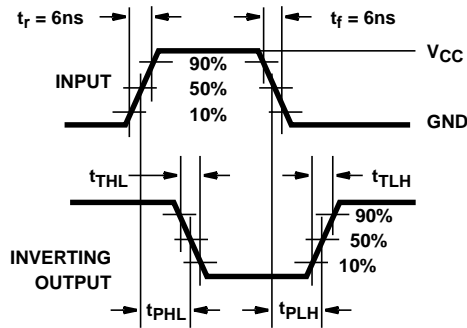 tr = 6ns
tf = 6ns
VCC
INPUT
90%
50%
10%
GND
tTHL
tTLH
90%
50%
10%
INVERTING
OUTPUT
tPHL
tPLH